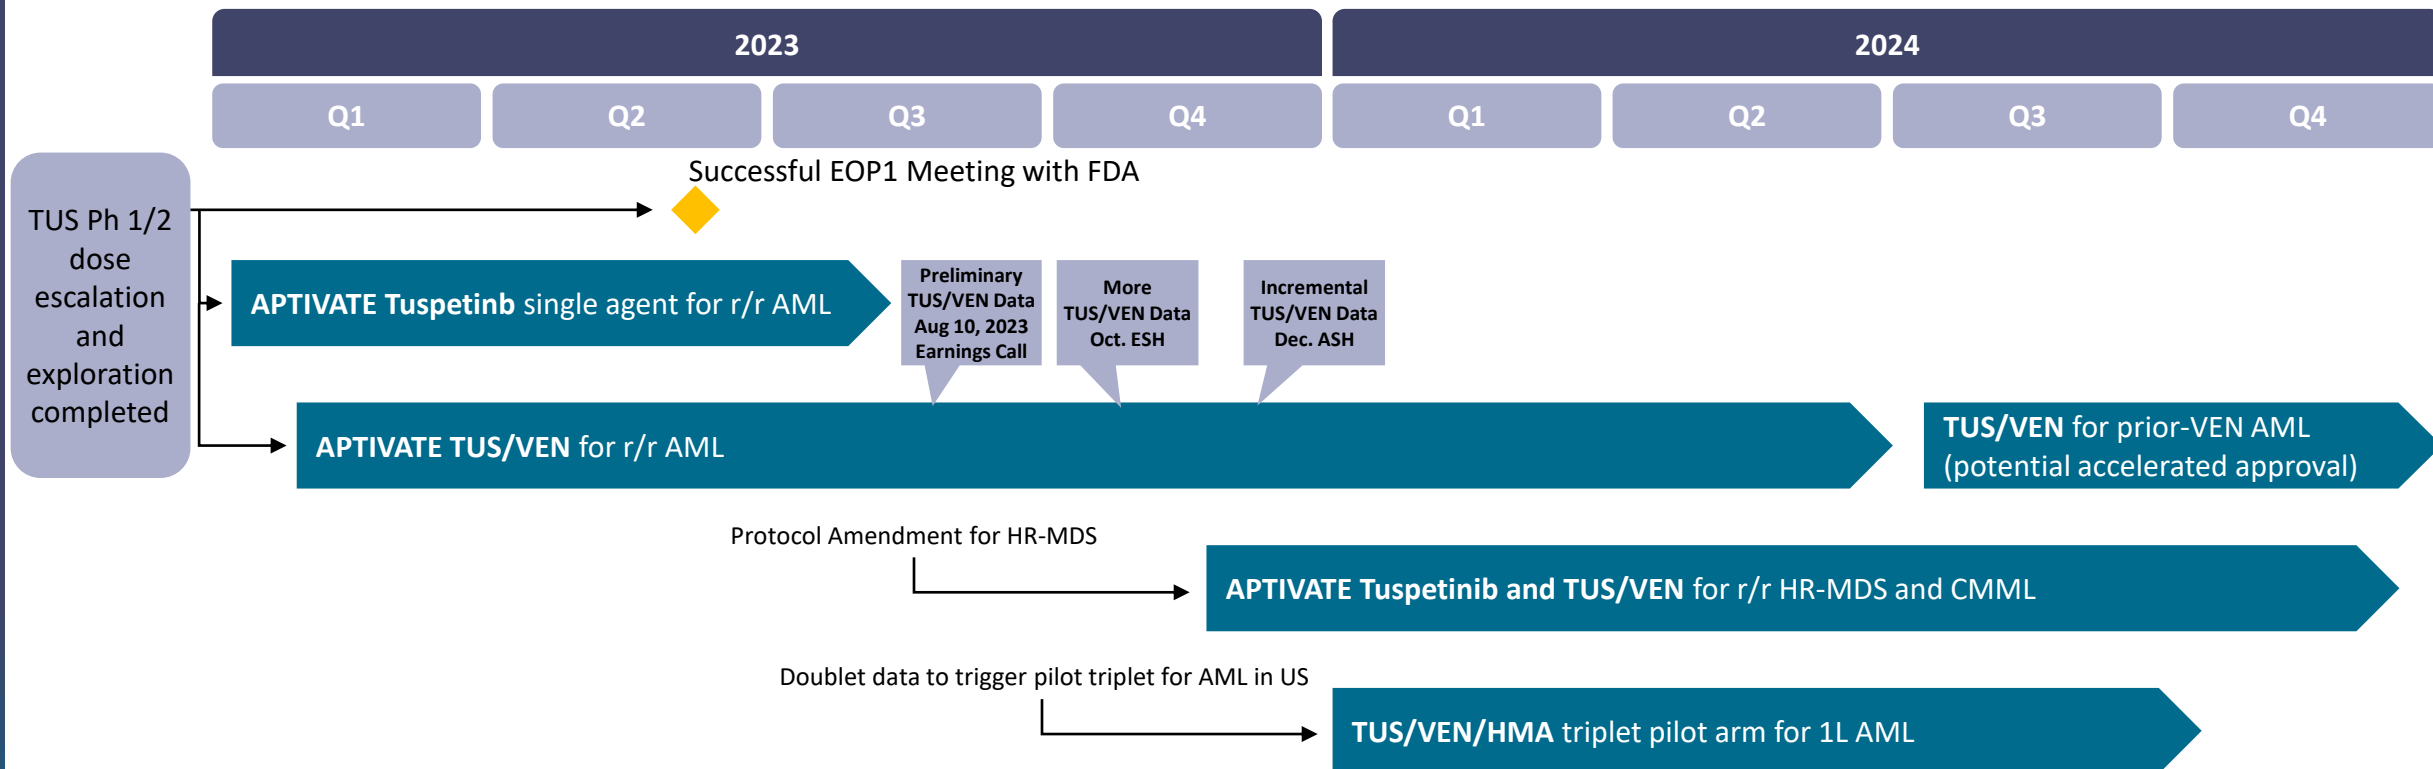 2023
2024
Q1
Q2
Q3
Q4
Q1
Q2
Q3
Q4
Successful EOP1 Meeting with FDA
TUS Ph 1/2
dose
escalation
and
exploration
completed
APTIVATE Tuspetinb single agent for r/r AML
Preliminary
TUS/VEN Data
Aug 10, 2023
Earnings Call
More
TUS/VEN Data
Oct. ESH
Incremental
TUS/VEN Data
Dec. ASH
APTIVATE TUS/VEN for r/r AML
TUS/VEN for prior-VEN AML
(potential accelerated approval)
Protocol Amendment for HR-MDS
APTIVATE Tuspetinib and TUS/VEN for r/r HR-MDS and CMML
Doublet data to trigger pilot triplet for AML in US
TUS/VEN/HMA triplet pilot arm for 1L AML